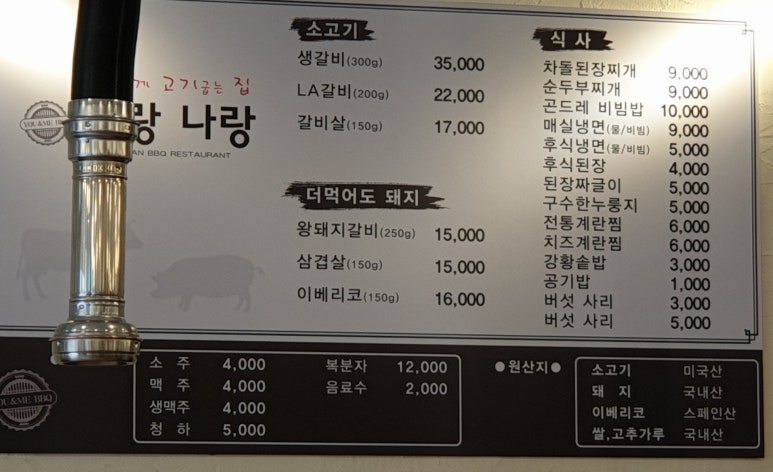 게 고기굽는 집
랑 나랑
AN BBQ RESTAURANT
YOU&ME BBQ
소고기
생갈비(300g) 35,000
LA갈비(200g) 22,000
갈비살(150g) 17,000
더먹어도 돼지
왕돼지갈비(250g) 15,000
삼겹살(150g) 15,000
이베리코(150g) 16,000
식 사
차돌된장찌개 9,000
순두부찌개 9,000
곤드레 비빔밥 10,000
매실냉면(물/비빔) 9,000
후식냉면(물/비빔) 5,000
후식된장 4,000
된장짜글이 5,000
구수한누룽지 5,000
전통계란찜 6,000
치즈계란찜 6,000
강황솥밥 3,000
공기밥 1,000
버섯 사리 3,000
버섯 사리 5,000
YOU&ME BBQ
소 주 4,000
맥 주 4,000
생맥주 4,000
청 하 5,000
복분자 12,000
음료수 2,000
●원산지●
소고기 미국산
돼 지 국내산
이베리코 스페인산
쌀,고추가루 국내산